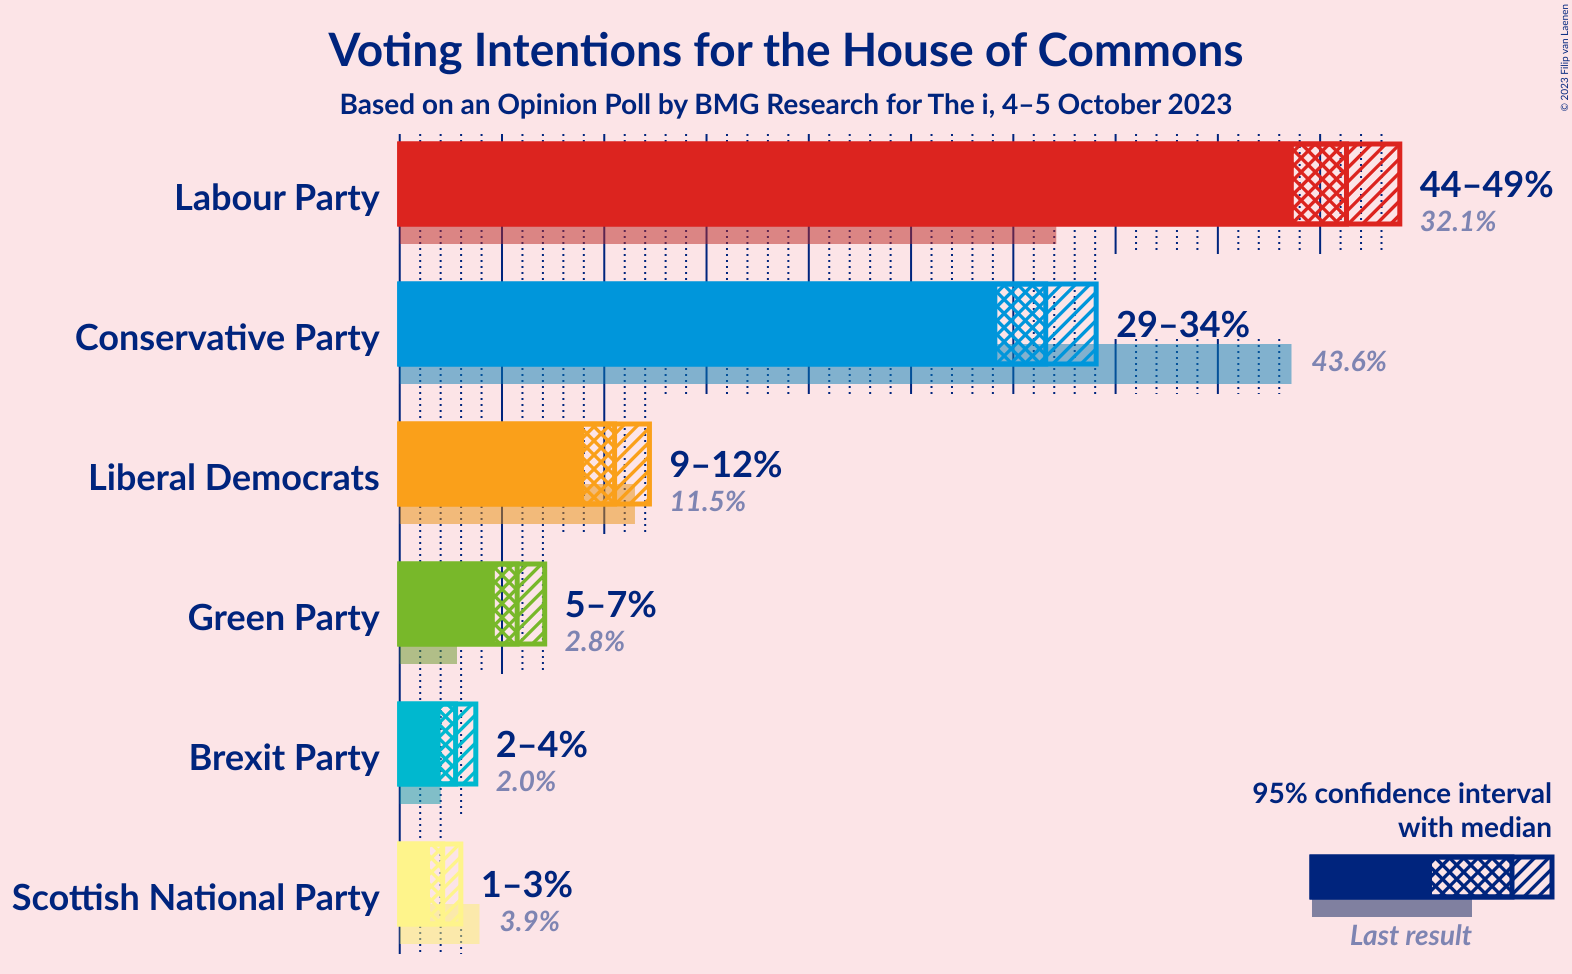 Voting Intentions for the House of Commons
Based on an Opinion Poll by BMG Research for The i, 4–5 October 2023
© 2023 Filip van Laenen
Labour Party
44–49%
32.1%
Conservative Party
29–34%
43.6%
Liberal Democrats
9–12%
11.5%
Green Party
5–7%
2.8%
Brexit Party
2–4%
2.0%
Scottish National Party
1–3%
3.9%
95% confidence interval
with median
Last result